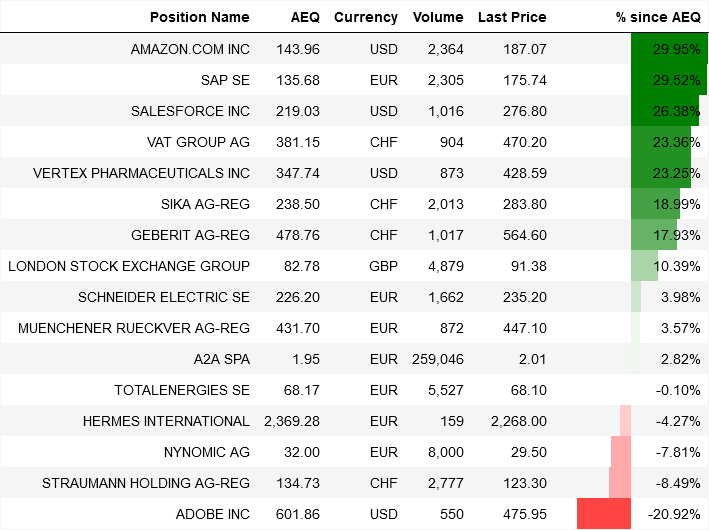 Position Name AEQ Currency Volume Last Price % since AEQ
AMAZON.COM INC 143.96 USD 2,364 187.07 29.95%
SAP SE 135.68 EUR 2,305 175.74 29.52%
SALESFORCE INC 219.03 USD 1,016 276.80 26.38%
VAT GROUP AG 381.15 CHF 904 470.20 23.36%
VERTEX PHARMACEUTICALS INC 347.74 USD 873 428.59 23.25%
SIKA AG-REG 238.50 CHF 2,013 283.80 18.99%
GEBERIT AG-REG 478.76 CHF 1,017 564.60 17.93%
LONDON STOCK EXCHANGE GROUP 82.78 GBP 4,879 91.38 10.39%
SCHNEIDER ELECTRIC SE 226.20 EUR 1,662 235.20 3.98%
MUENCHENER RUECKVER AG-REG 431.70 EUR 872 447.10 3.57%
A2A SPA 1.95 EUR 259,046 2.01 2.82%
TOTALENERGIES SE 68.17 EUR 5,527 68.10 -0.10%
HERMES INTERNATIONAL 2,369.28 EUR 159 2,268.00 -4.27%
NYNOMIC AG 32.00 EUR 8,000 29.50 -7.81%
STRAUMANN HOLDING AG-REG 134.73 CHF 2,777 123.30 -8.49%
ADOBE INC 601.86 USD 550 475.95 -20.92%